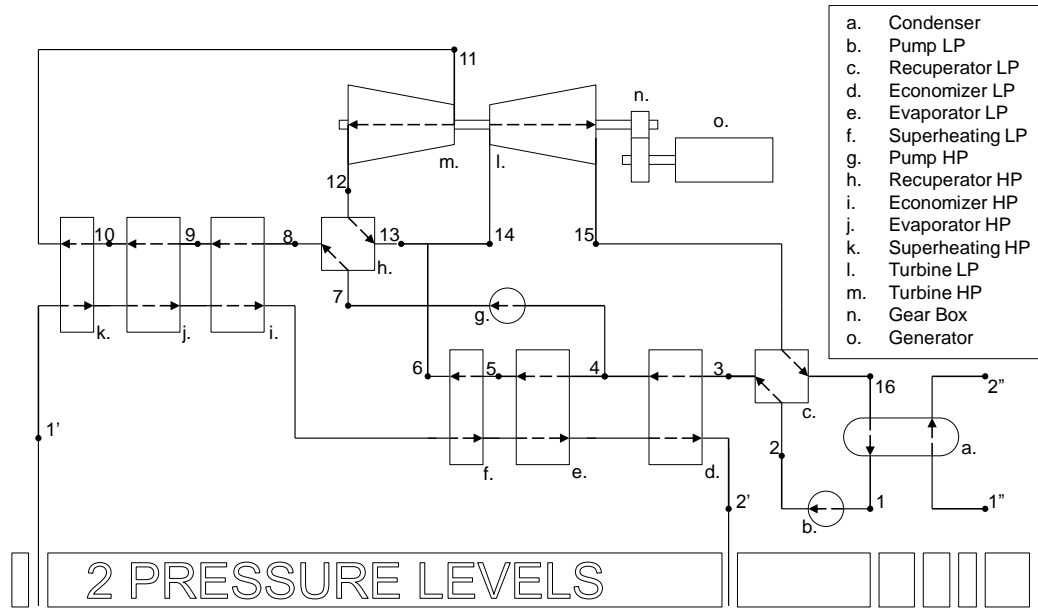 11
n.
o.
m.
l.
12
10
9
8
13
14
15
h.
7
g.
k.
j.
i.
6
5
4
3
16
2”
c.
1’
2
a.
f.
e.
d.
2’
b.
1
1”
2 PRESSURE LEVELS
a. Condenser
b. Pump LP
c. Recuperator LP
d. Economizer LP
e. Evaporator LP
f. Superheating LP
g. Pump HP
h. Recuperator HP
i. Economizer HP
j. Evaporator HP
k. Superheating HP
l. Turbine LP
m. Turbine HP
n. Gear Box
o. Generator